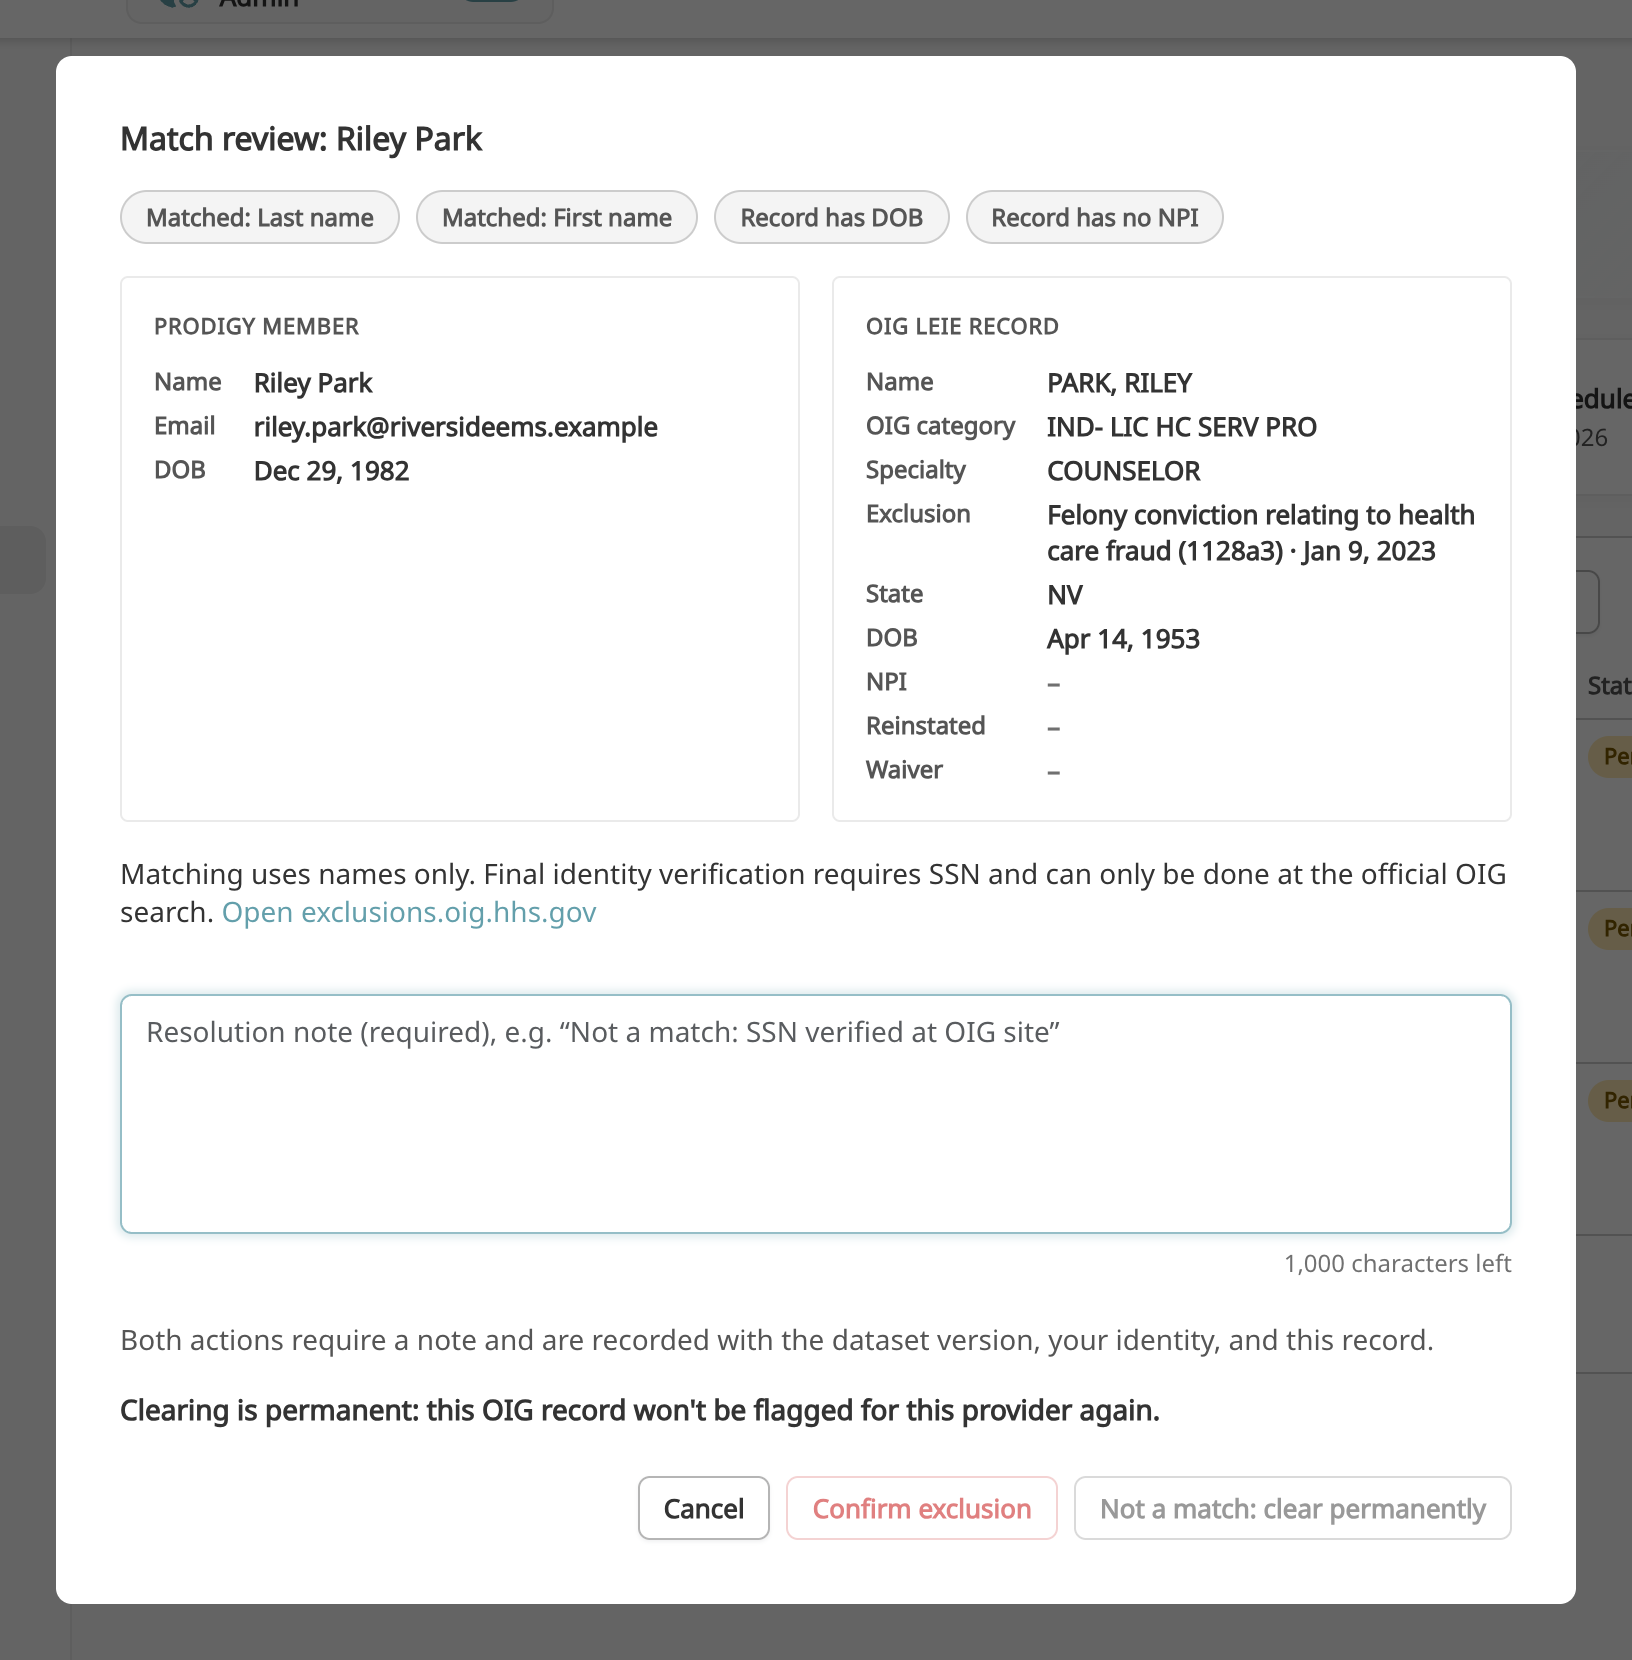 Admin
Match review: Riley Park
Matched: Last name
Matched: First name
Record has DOB
Record has no NPI
PRODIGY MEMBER
Name Riley Park
Email riley.park@riversideems.example
DOB Dec 29, 1982
OIG LEIE RECORD
Name PARK, RILEY
OIG category IND- LIC HC SERV PRO
Specialty COUNSELOR
Exclusion Felony conviction relating to health
care fraud (1128a3) · Jan 9, 2023
State NV
DOB Apr 14, 1953
NPI –
Reinstated –
Waiver –
Matching uses names only. Final identity verification requires SSN and can only be done at the official OIG
search. Open exclusions.oig.hhs.gov
Resolution note (required), e.g. “Not a match: SSN verified at OIG site”
1,000 characters left
Both actions require a note and are recorded with the dataset version, your identity, and this record.
Clearing is permanent: this OIG record won't be flagged for this provider again.
Cancel
Confirm exclusion
Not a match: clear permanently